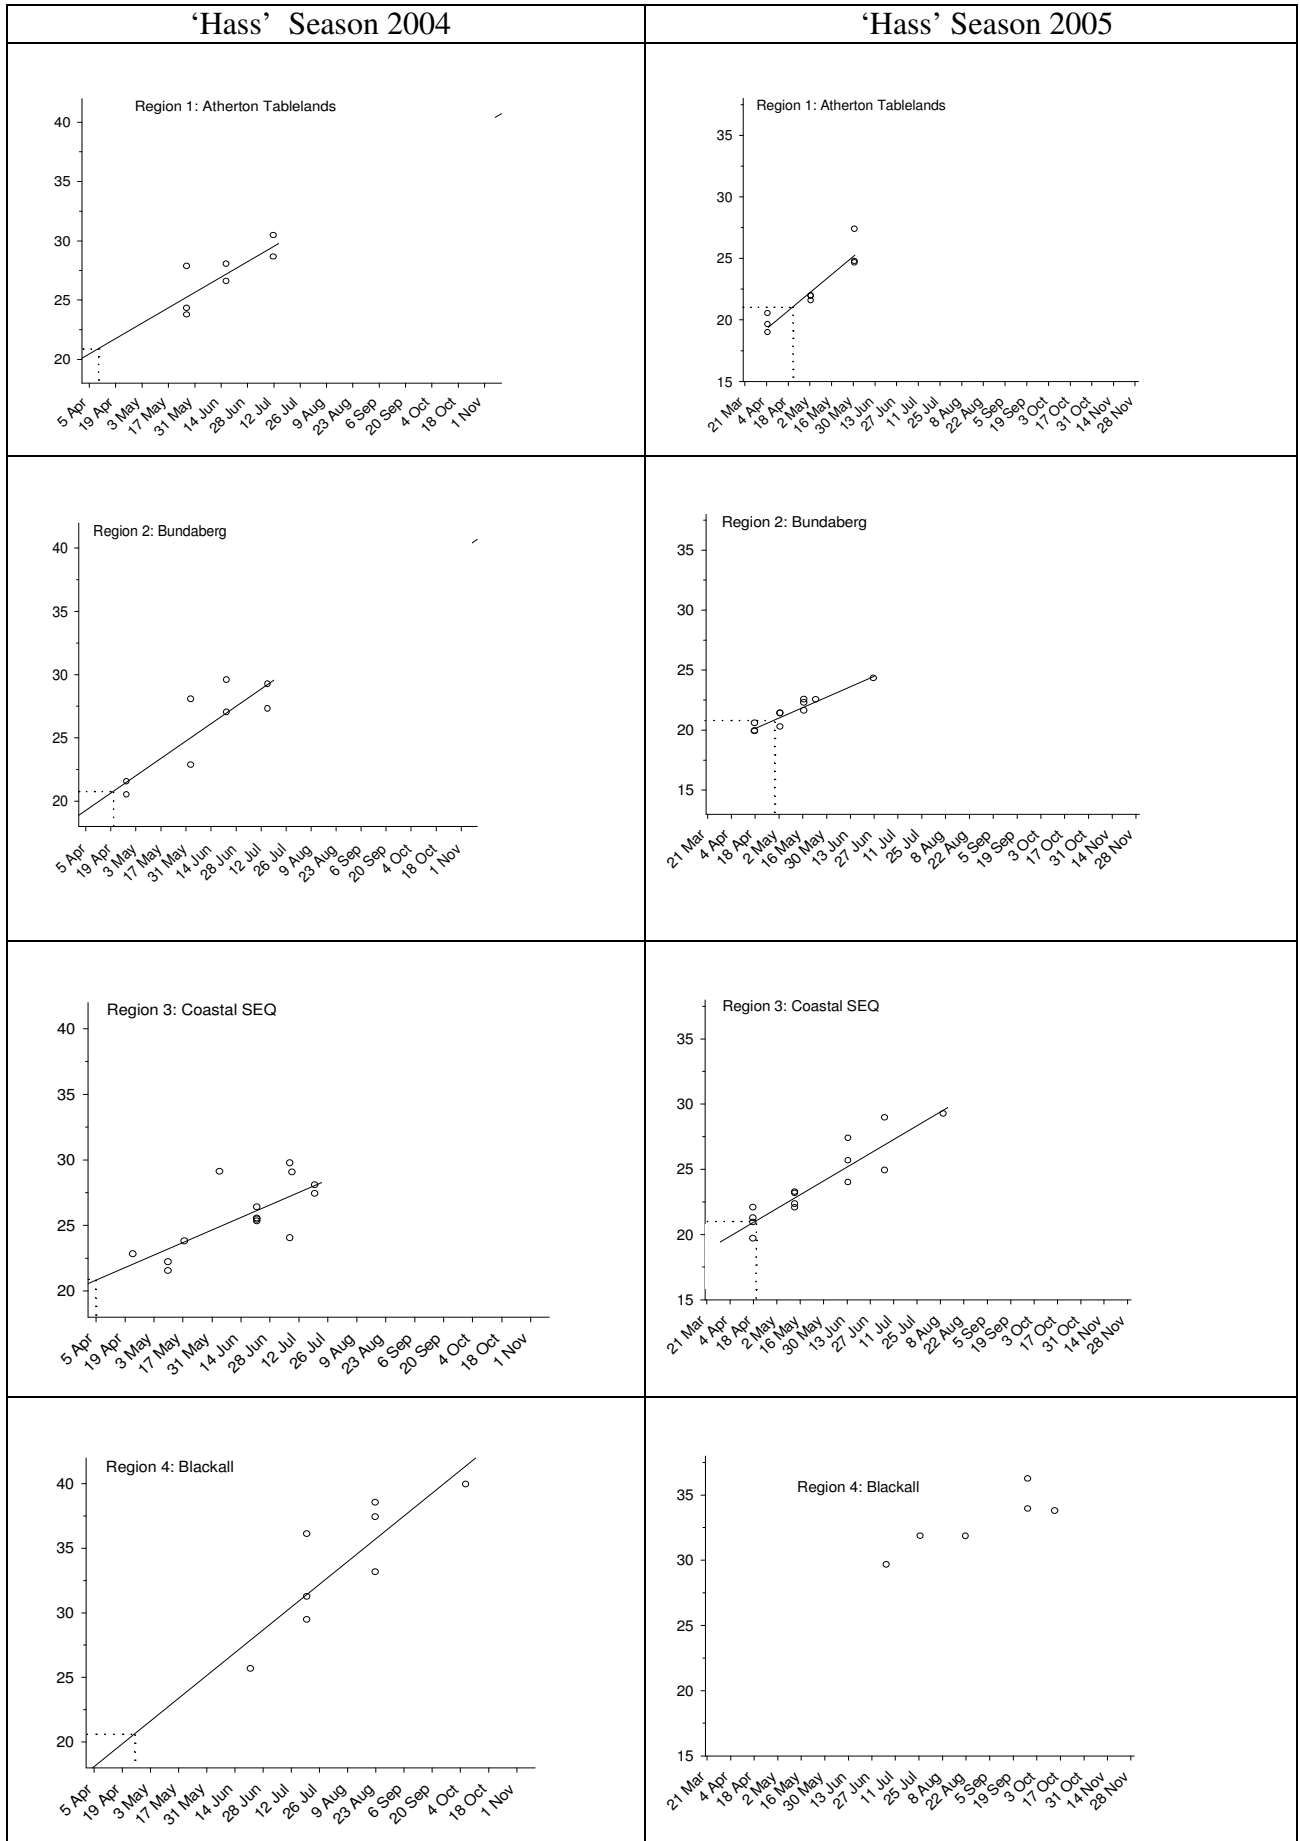 ‘Hass’ Season 2004
‘Hass’ Season 2005
Region 1: Atherton Tablelands
40
35
30
25
20
5 Apr 19 Apr 3 May 17 May 31 May 14 Jun 28 Jun 12 Jul 26 Jul 9 Aug 23 Aug 6 Sep 20 Sep 4 Oct 18 Oct 1 Nov
Region 1: Atherton Tablelands
35
30
25
20
15
21 Mar 4 Apr 18 Apr 2 May 16 May 30 May 13 Jun 27 Jun 11 Jul 25 Jul 8 Aug 22 Aug 5 Sep 19 Sep 3 Oct 17 Oct 31 Oct 14 Nov 28 Nov
Region 2: Bundaberg
40
35
30
25
20
5 Apr 19 Apr 3 May 17 May 31 May 14 Jun 28 Jun 12 Jul 26 Jul 9 Aug 23 Aug 6 Sep 20 Sep 4 Oct 18 Oct 1 Nov
Region 2: Bundaberg
35
30
25
20
15
21 Mar 4 Apr 18 Apr 2 May 16 May 30 May 13 Jun 27 Jun 11 Jul 25 Jul 8 Aug 22 Aug 5 Sep 19 Sep 3 Oct 17 Oct 31 Oct 14 Nov 28 Nov
Region 3: Coastal SEQ
40
35
30
25
20
5 Apr 19 Apr 3 May 17 May 31 May 14 Jun 28 Jun 12 Jul 26 Jul 9 Aug 23 Aug 6 Sep 20 Sep 4 Oct 18 Oct 1 Nov
Region 3: Coastal SEQ
35
30
25
20
15
21 Mar 4 Apr 18 Apr 2 May 16 May 30 May 13 Jun 27 Jun 11 Jul 25 Jul 8 Aug 22 Aug 5 Sep 19 Sep 3 Oct 17 Oct 31 Oct 14 Nov 28 Nov
Region 4: Blackall
40
35
30
25
20
5 Apr 19 Apr 3 May 17 May 31 May 14 Jun 28 Jun 12 Jul 26 Jul 9 Aug 23 Aug 6 Sep 20 Sep 4 Oct 18 Oct 1 Nov
Region 4: Blackall
35
30
25
20
15
21 Mar 4 Apr 18 Apr 2 May 16 May 30 May 13 Jun 27 Jun 11 Jul 25 Jul 8 Aug 22 Aug 5 Sep 19 Sep 3 Oct 17 Oct 31 Oct 14 Nov 28 Nov